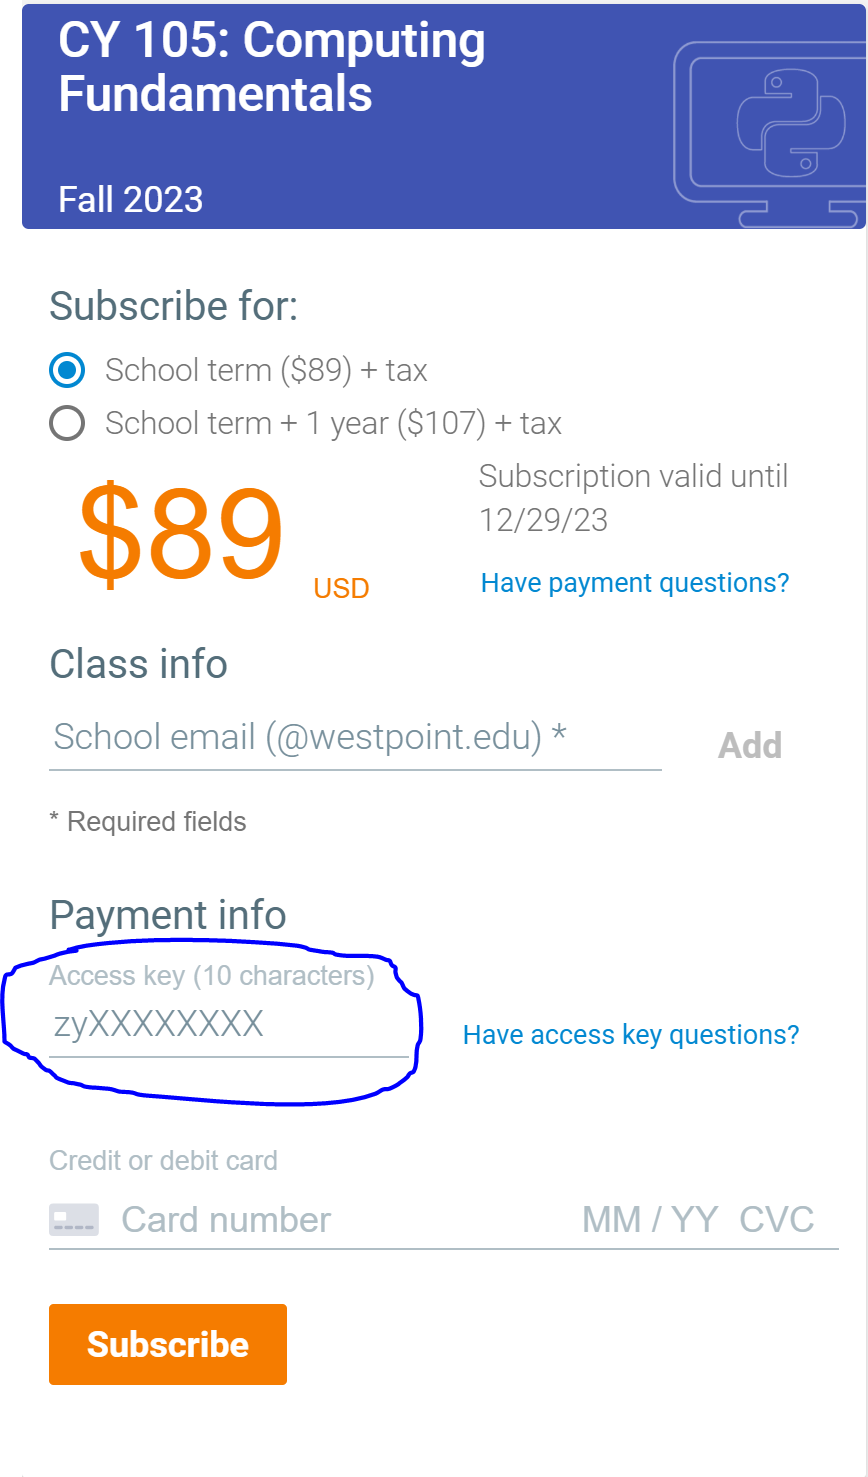 CY 105: Computing
Fundamentals
Fall 2023
Subscribe for:
School term ($89) + tax
School term + 1 year ($107) + tax
$89 USD
Subscription valid until
12/29/23
Have payment questions?
Class info
School email (@westpoint.edu) *
Add
* Required fields
Payment info
Access key (10 characters)
zyXXXXXXXX
Have access key questions?
Credit or debit card
Card number MM / YY CVC
Subscribe